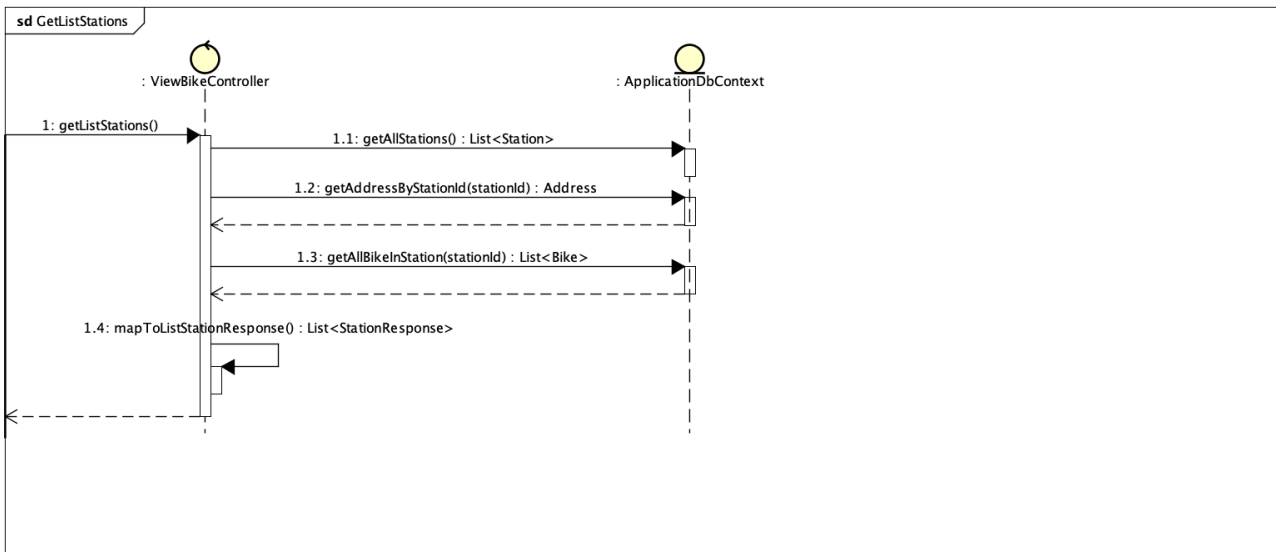 sd GetListStations
: ViewBikeController
: ApplicationDbContext
1: getListStations()
1.1: getAllStations() : List<Station>
1.2: getAddressByStationId(stationId) : Address
1.3: getAllBikeInStation(stationId) : List<Bike>
1.4: mapToListStationResponse() : List<StationResponse>